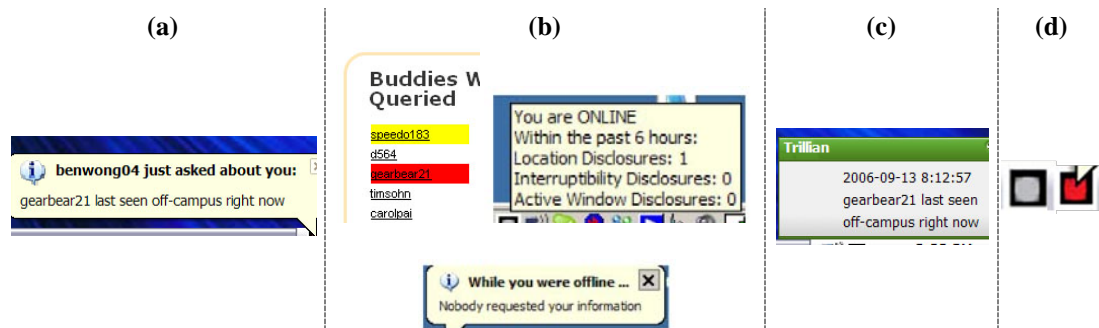 (a)
benwong04 just asked about you:
gearbear21 last seen off-campus right now
(b)
Buddies W
Queried
speedo183
d564
gearbear21
timsohn
carolpai
You are ONLINE
Within the past 6 hours:
Location Disclosures: 1
Interruptibility Disclosures: 0
Active Window Disclosures: 0
While you were offline ...
Nobody requested your information
(c)
Trillian
2006-09-13 8:12:57
gearbear21 last seen
off-campus right now
(d)